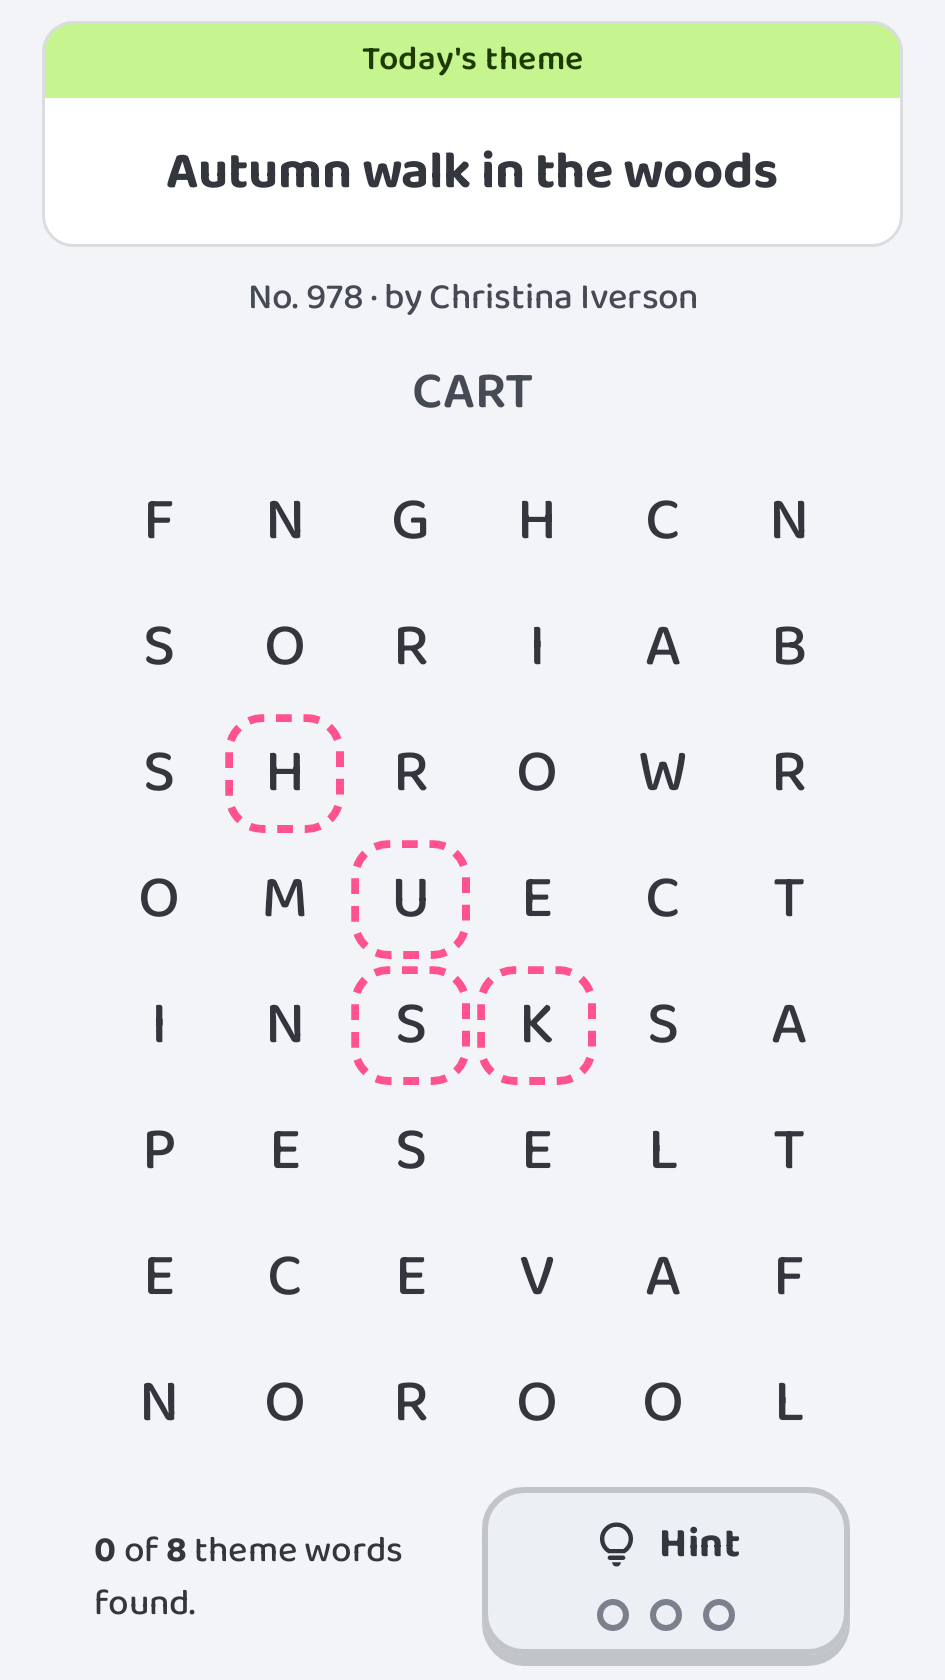 Today's theme
Autumn walk in the woods
No. 978 · by Christina Iverson
CART
F N G H C N
S O R I A B
S H R O W R
O M U E C T
I N S K S A
P E S E L T
E C E V A F
N O R O O L
0 of 8 theme words
found.
Hint